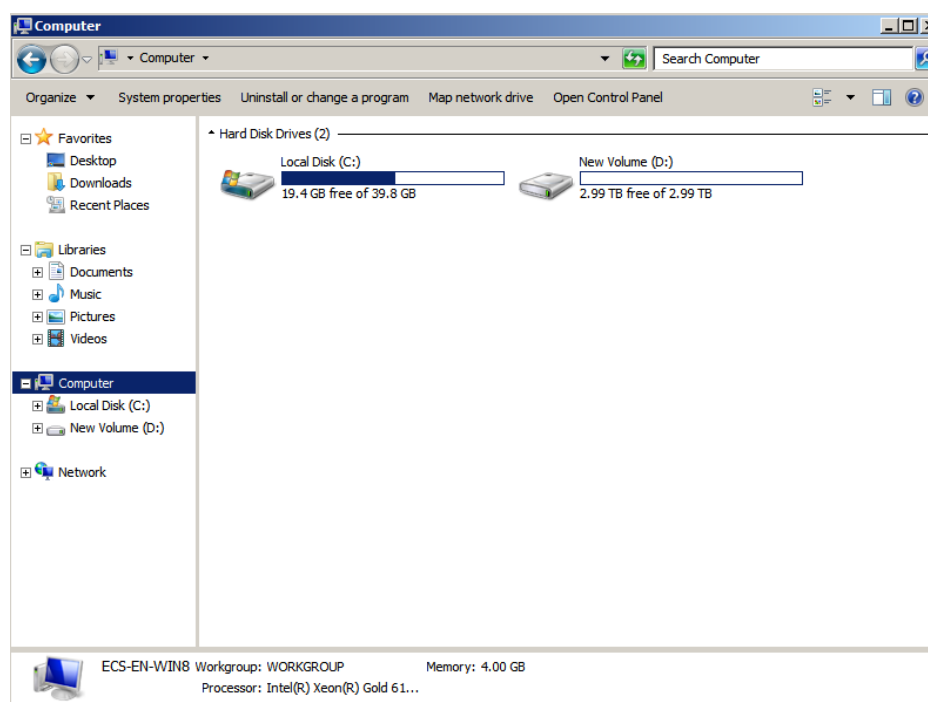 Computer
Computer
Search Computer
Organize
System properties
Uninstall or change a program
Map network drive
Open Control Panel
Favorites
Desktop
Downloads
Recent Places
Libraries
Documents
Music
Pictures
Videos
Computer
Local Disk (C:)
New Volume (D:)
Network
Hard Disk Drives (2)
Local Disk (C:)
19.4 GB free of 39.8 GB
New Volume (D:)
2.99 TB free of 2.99 TB
ECS-EN-WIN8 Workgroup: WORKGROUP Memory: 4.00 GB
Processor: Intel(R) Xeon(R) Gold 61...